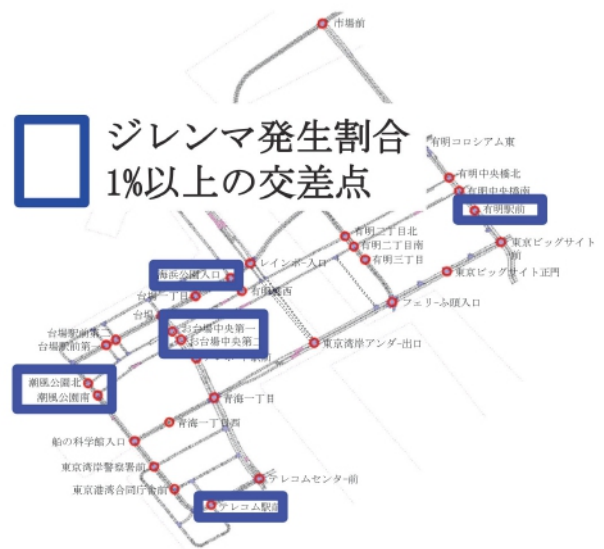 市場前
ジレンマ発生割合
1%以上の交差点
有明コロシアム東
有明中央橋北
有明中央橋南
有明駅前
有明二丁目北
有明二丁目南
有明三丁目
東京ビッグサイト
前
東京ビッグサイト正門
レインボー入口
海浜公園入口
台場一丁目
フェリーふ頭入口
台場
お台場中央第一
お台場中央第二
台場駅前第二
台場駅前第一
東京湾岸アンダー出口
潮風公園北
潮風公園南
青海一丁目
青海一丁目西
船の科学館入口
東京湾岸警察署前
東京港湾合同庁舎前
テレコムセンター前
テレコム駅前